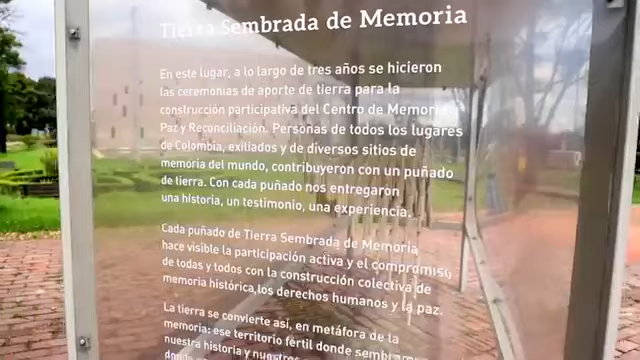 Tierra Sembrada de Memoria
En este lugar, a lo largo de tres años se hicieron
las ceremonias de aporte de tierra para la
construcción participativa del Centro de Memoria
Paz y Reconciliación. Personas de todos los lugares
de Colombia, exiliados y de diversos sitios de
memoria del mundo, contribuyeron con un puñado
de tierra. Con cada puñado nos entregaron
una historia, un testimonio, una experiencia.
Cada puñado de Tierra Sembrada de Memoria
hace visible la participación activa y el compromiso
de todas y todos con la construcción colectiva de
memoria histórica,los derechos humanos y la paz.
La tierra se convierte así, en metáfora de la
memoria: ese territorio fértil donde sembramos
nuestra historia y